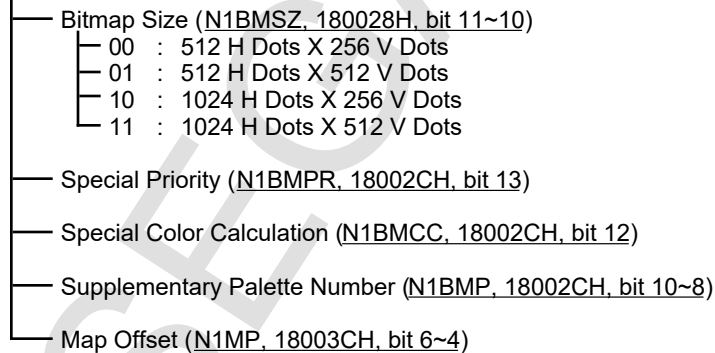 Bitmap Size (N1BMSZ, 180028H, bit 11~10)
00 : 512 H Dots X 256 V Dots
01 : 512 H Dots X 512 V Dots
10 : 1024 H Dots X 256 V Dots
11 : 1024 H Dots X 512 V Dots
Special Priority (N1BMPR, 18002CH, bit 13)
Special Color Calculation (N1BMCC, 18002CH, bit 12)
Supplementary Palette Number (N1BMP, 18002CH, bit 10~8)
Map Offset (N1MP, 18003CH, bit 6~4)